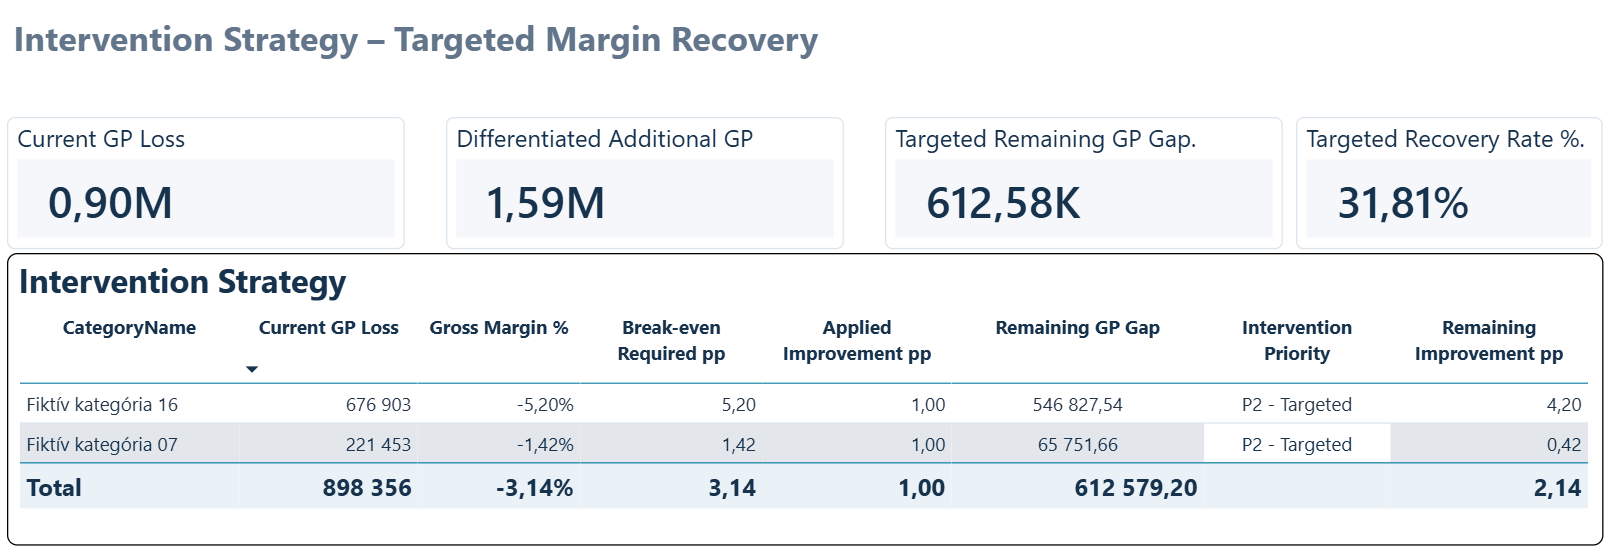 Intervention Strategy – Targeted Margin Recovery
Current GP Loss
0,90M
Differentiated Additional GP
1,59M
Targeted Remaining GP Gap.
612,58K
Targeted Recovery Rate %.
31,81%
Intervention Strategy
CategoryName Current GP Loss Gross Margin % Break-even Required pp Applied Improvement pp Remaining GP Gap Intervention Priority Remaining Improvement pp
Fiktív kategória 16 676 903 -5,20% 5,20 1,00 546 827,54 P2 - Targeted 4,20
Fiktív kategória 07 221 453 -1,42% 1,42 1,00 65 751,66 P2 - Targeted 0,42
Total 898 356 -3,14% 3,14 1,00 612 579,20 2,14